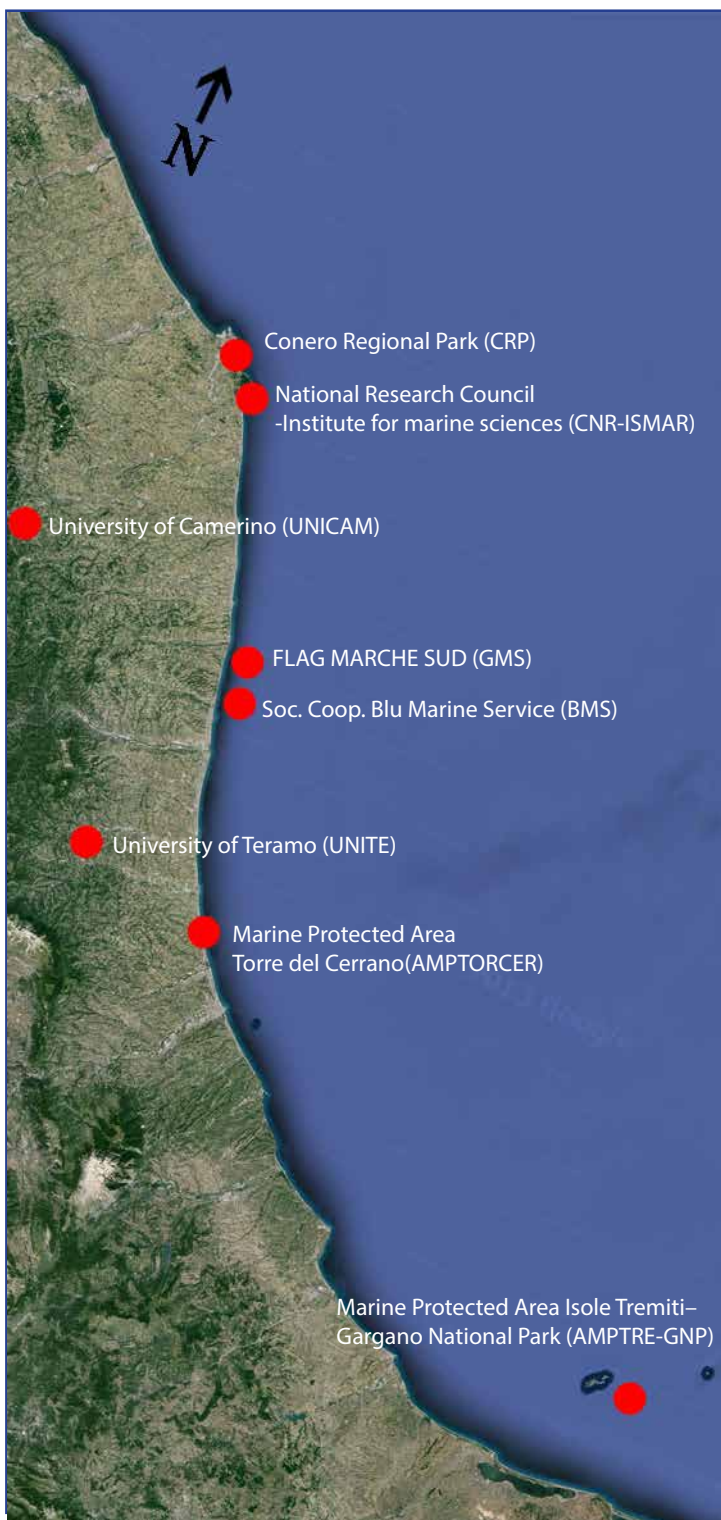 N
Conero Regional Park (CRP)
National Research Council
-Institute for marine sciences (CNR-ISMAR)
University of Camerino (UNICAM)
FLAG MARCHE SUD (GMS)
Soc. Coop. Blu Marine Service (BMS)
University of Teramo (UNITE)
Marine Protected Area
Torre del Cerrano(AMPTORCER)
Marine Protected Area Isole Tremiti–
Gargano National Park (AMPTRE-GNP)